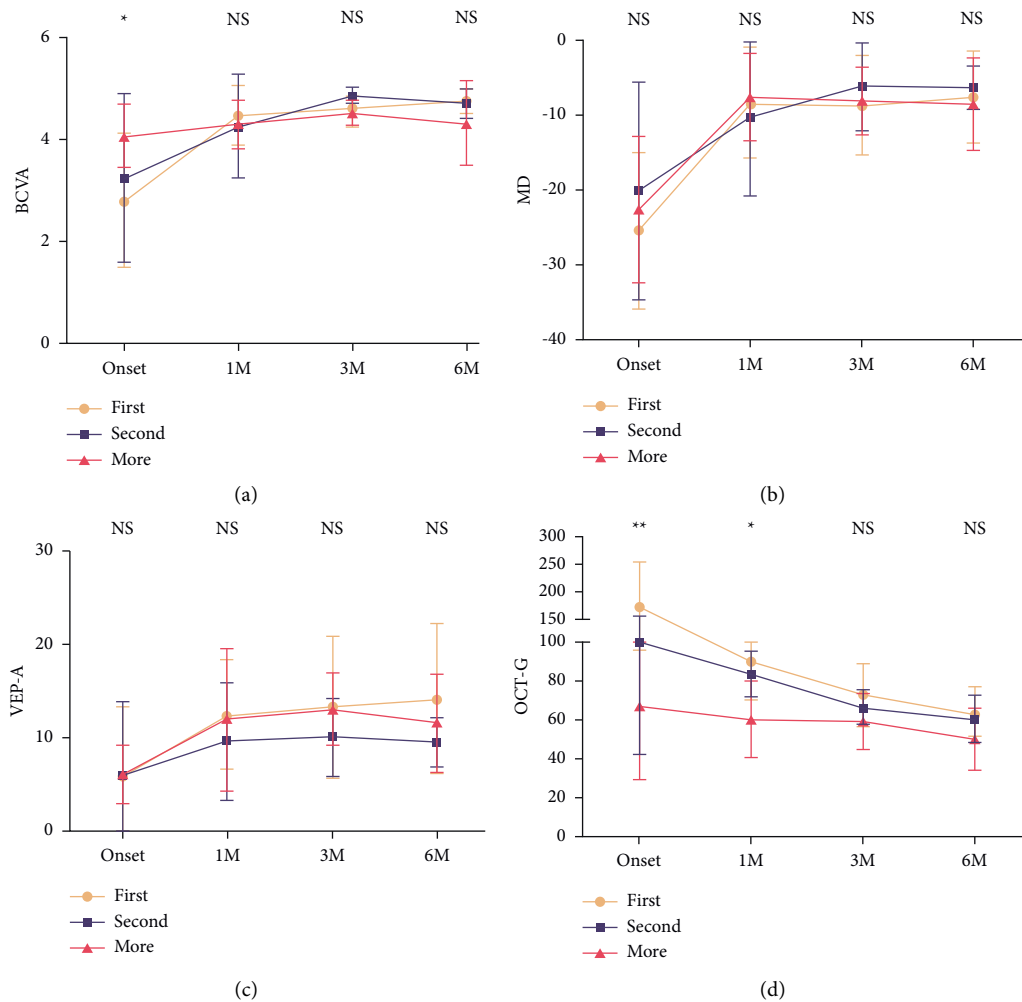 * NS NS NS
6
4
2
0
BCVA
Onset 1M 3M 6M
First
Second
More
(a)
NS NS NS NS
0
-10
-20
-30
-40
MD
Onset 1M 3M 6M
First
Second
More
(b)
NS NS NS NS
30
20
10
0
VEP-A
Onset 1M 3M 6M
First
Second
More
(c)
** * NS NS
300
250
200
150
100
80
60
40
20
0
OCT-G
Onset 1M 3M 6M
First
Second
More
(d)